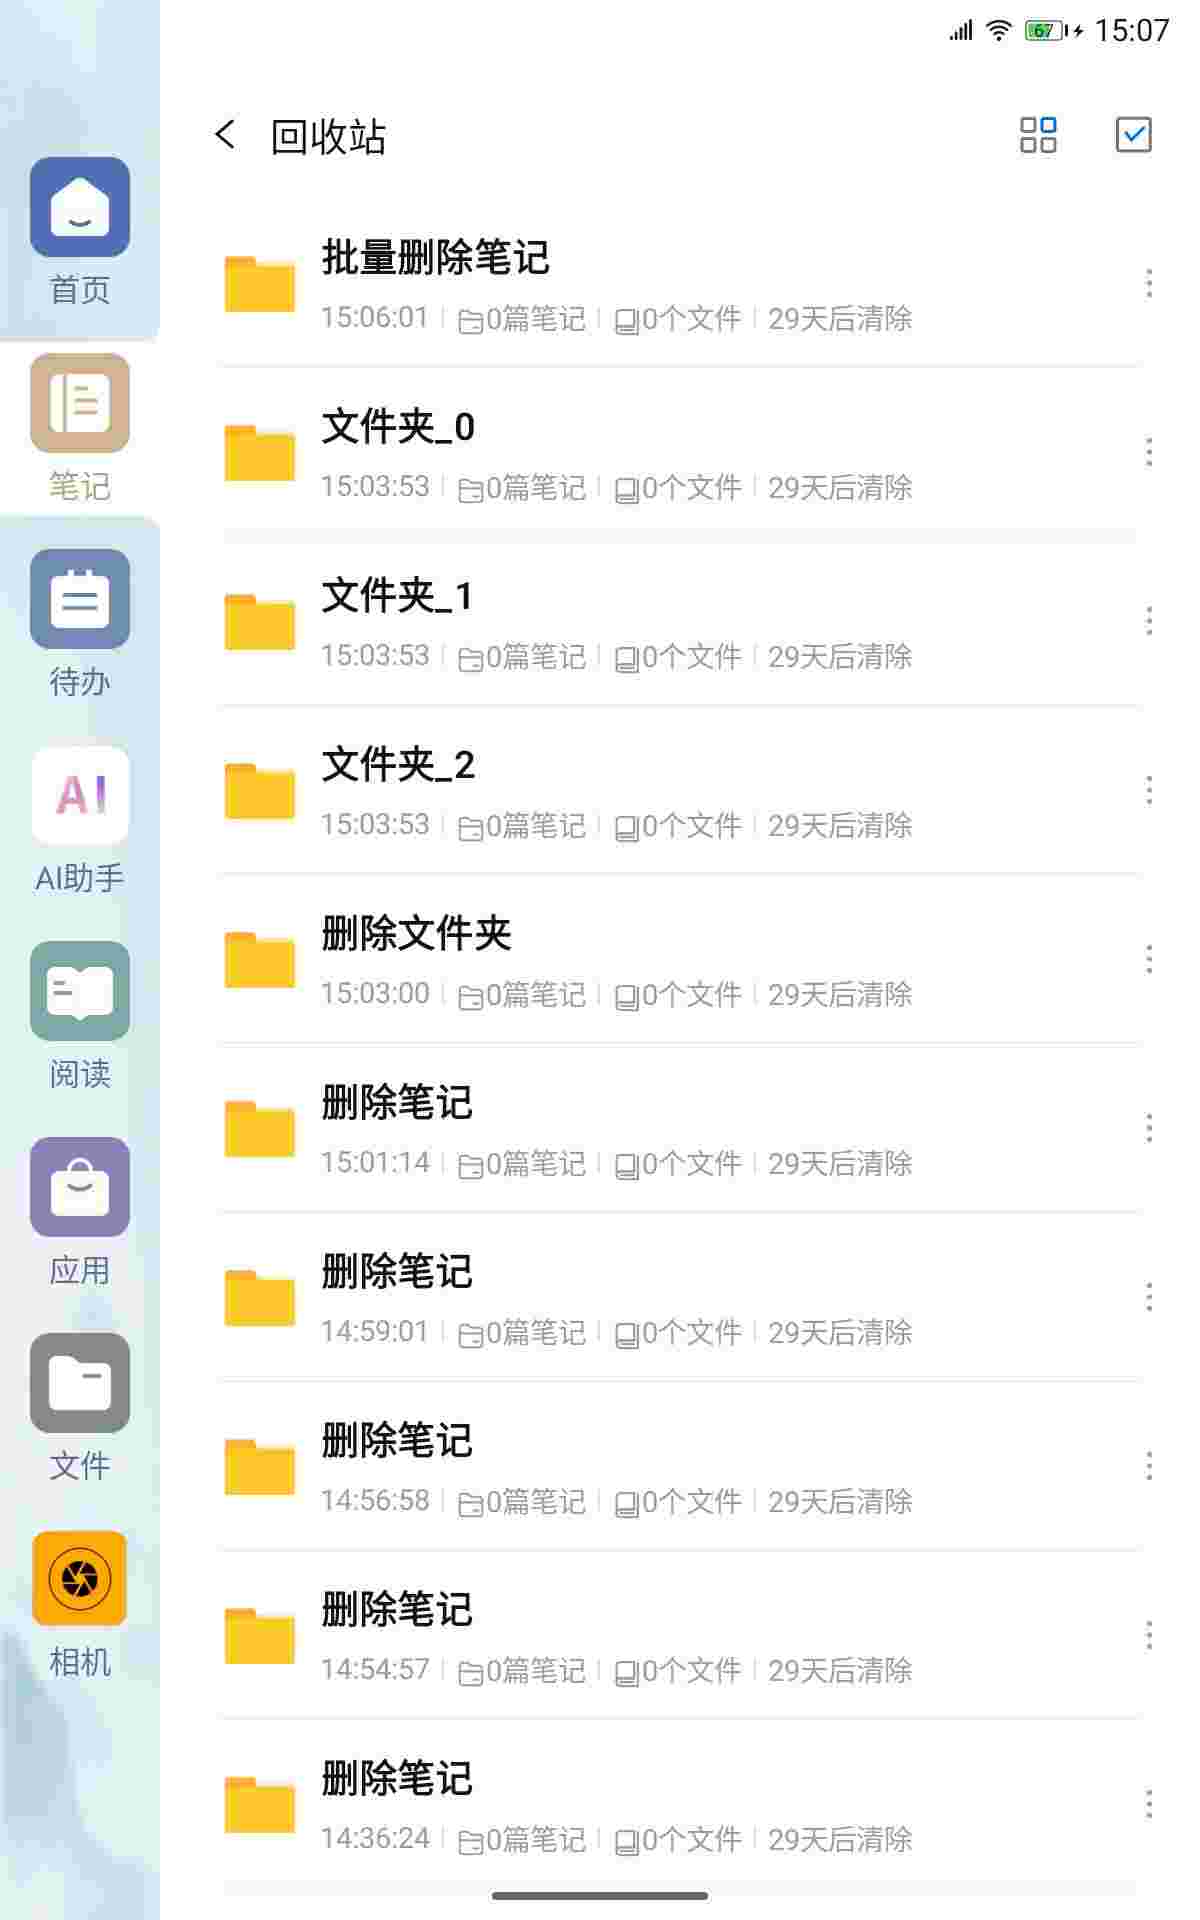 67 15:07
回收站
首页
笔记
待办
AI
AI助手
阅读
应用
文件
相机
批量删除笔记
15:06:01 0篇笔记 0个文件 29天后清除
文件夹_0
15:03:53 0篇笔记 0个文件 29天后清除
文件夹_1
15:03:53 0篇笔记 0个文件 29天后清除
文件夹_2
15:03:53 0篇笔记 0个文件 29天后清除
删除文件夹
15:03:00 0篇笔记 0个文件 29天后清除
删除笔记
15:01:14 0篇笔记 0个文件 29天后清除
删除笔记
14:59:01 0篇笔记 0个文件 29天后清除
删除笔记
14:56:58 0篇笔记 0个文件 29天后清除
删除笔记
14:54:57 0篇笔记 0个文件 29天后清除
删除笔记
14:36:24 0篇笔记 0个文件 29天后清除